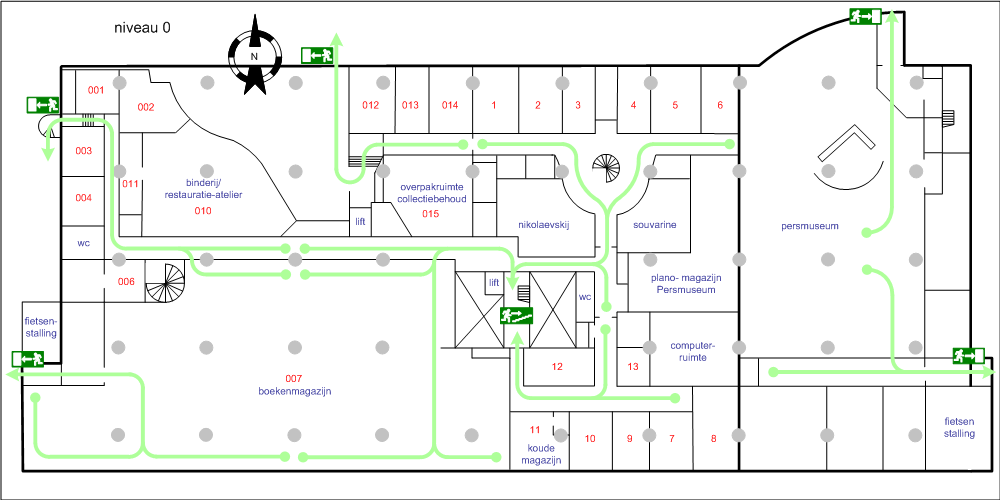 niveau 0
N
001
002
012
013
014
1
2
3
4
5
6
003
011
004
binderij/
restauratie-atelier
010
overpakruimte
collectiebehoud
015
lift
nikolaevskij
souvarine
persmuseum
wc
006
lift
wc
plano- magazijn
Persmuseum
fietsen-
stalling
computer-
ruimte
007
boekenmagazijn
12
13
11
koude
magazijn
10
9
7
8
fietsen
stalling